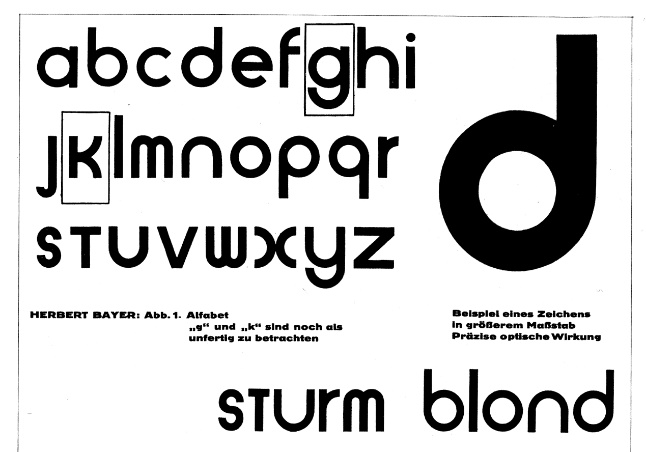 abcdefghi
jklmnopqr
stuvwxyz
d
HERBERT BAYER: Abb. 1. Alfabet
„g“ und „k“ sind noch als
unfertig zu betrachten
Beispiel eines Zeichens
in größerem Maßstab
Präzise optische Wirkung
sturm blond